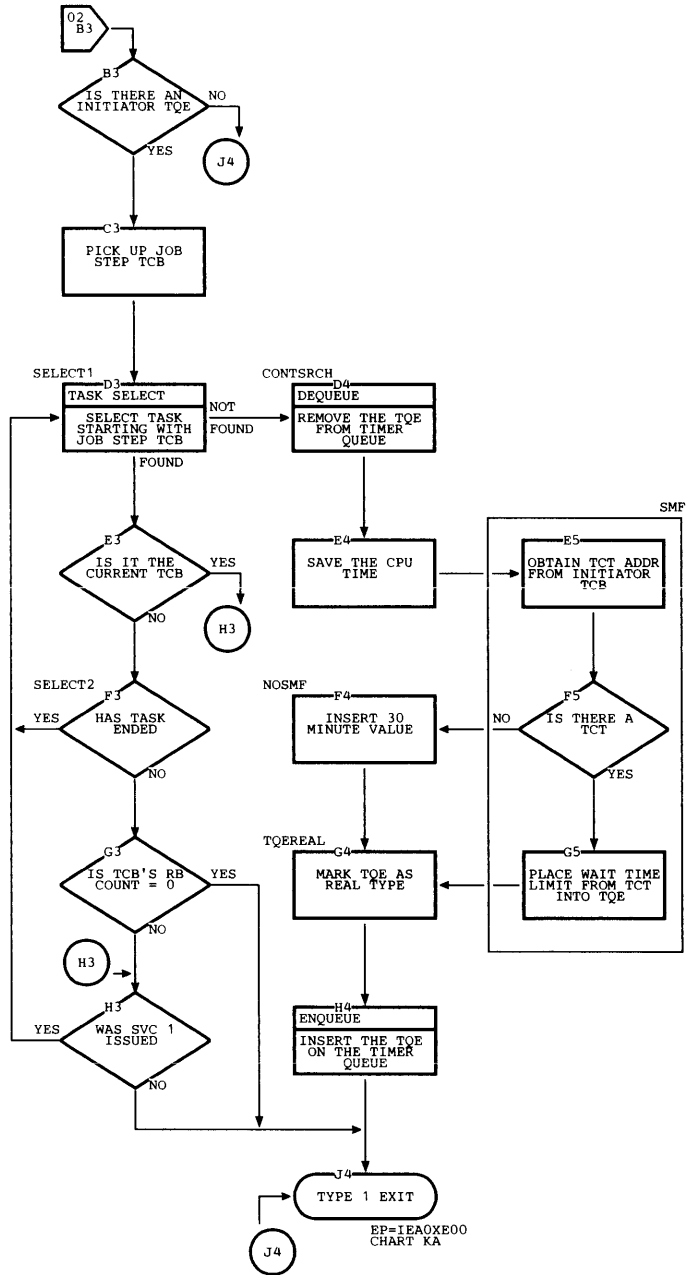 02
B3
B3
IS THERE AN
INITIATOR TQE
NO
J4
YES
C3
PICK UP JOB
STEP TCB
SELECT1
D3
TASK SELECT
SELECT TASK
STARTING WITH
JOB STEP TCB
NOT
FOUND
FOUND
CONTSRCH
D4
DEQUEUE
REMOVE THE TQE
FROM TIMER
QUEUE
E3
IS IT THE
CURRENT TCB
YES
H3
NO
E4
SAVE THE CPU
TIME
SMF
E5
OBTAIN TCT ADDR
FROM INITIATOR
TCB
SELECT2
F3
HAS TASK
ENDED
YES
NO
NOSMF
F4
INSERT 30
MINUTE VALUE
F5
IS THERE A
TCT
NO
YES
G3
IS TCB'S RB
COUNT = 0
YES
NO
TQEREAL
G4
MARK TQE AS
REAL TYPE
G5
PLACE WAIT TIME
LIMIT FROM TCT
INTO TQE
H3
H3
WAS SVC 1
ISSUED
YES
NO
H4
ENQUEUE
INSERT THE TQE
ON THE TIMER
QUEUE
J4
TYPE 1 EXIT
J4
EP=IEA0XE00
CHART KA